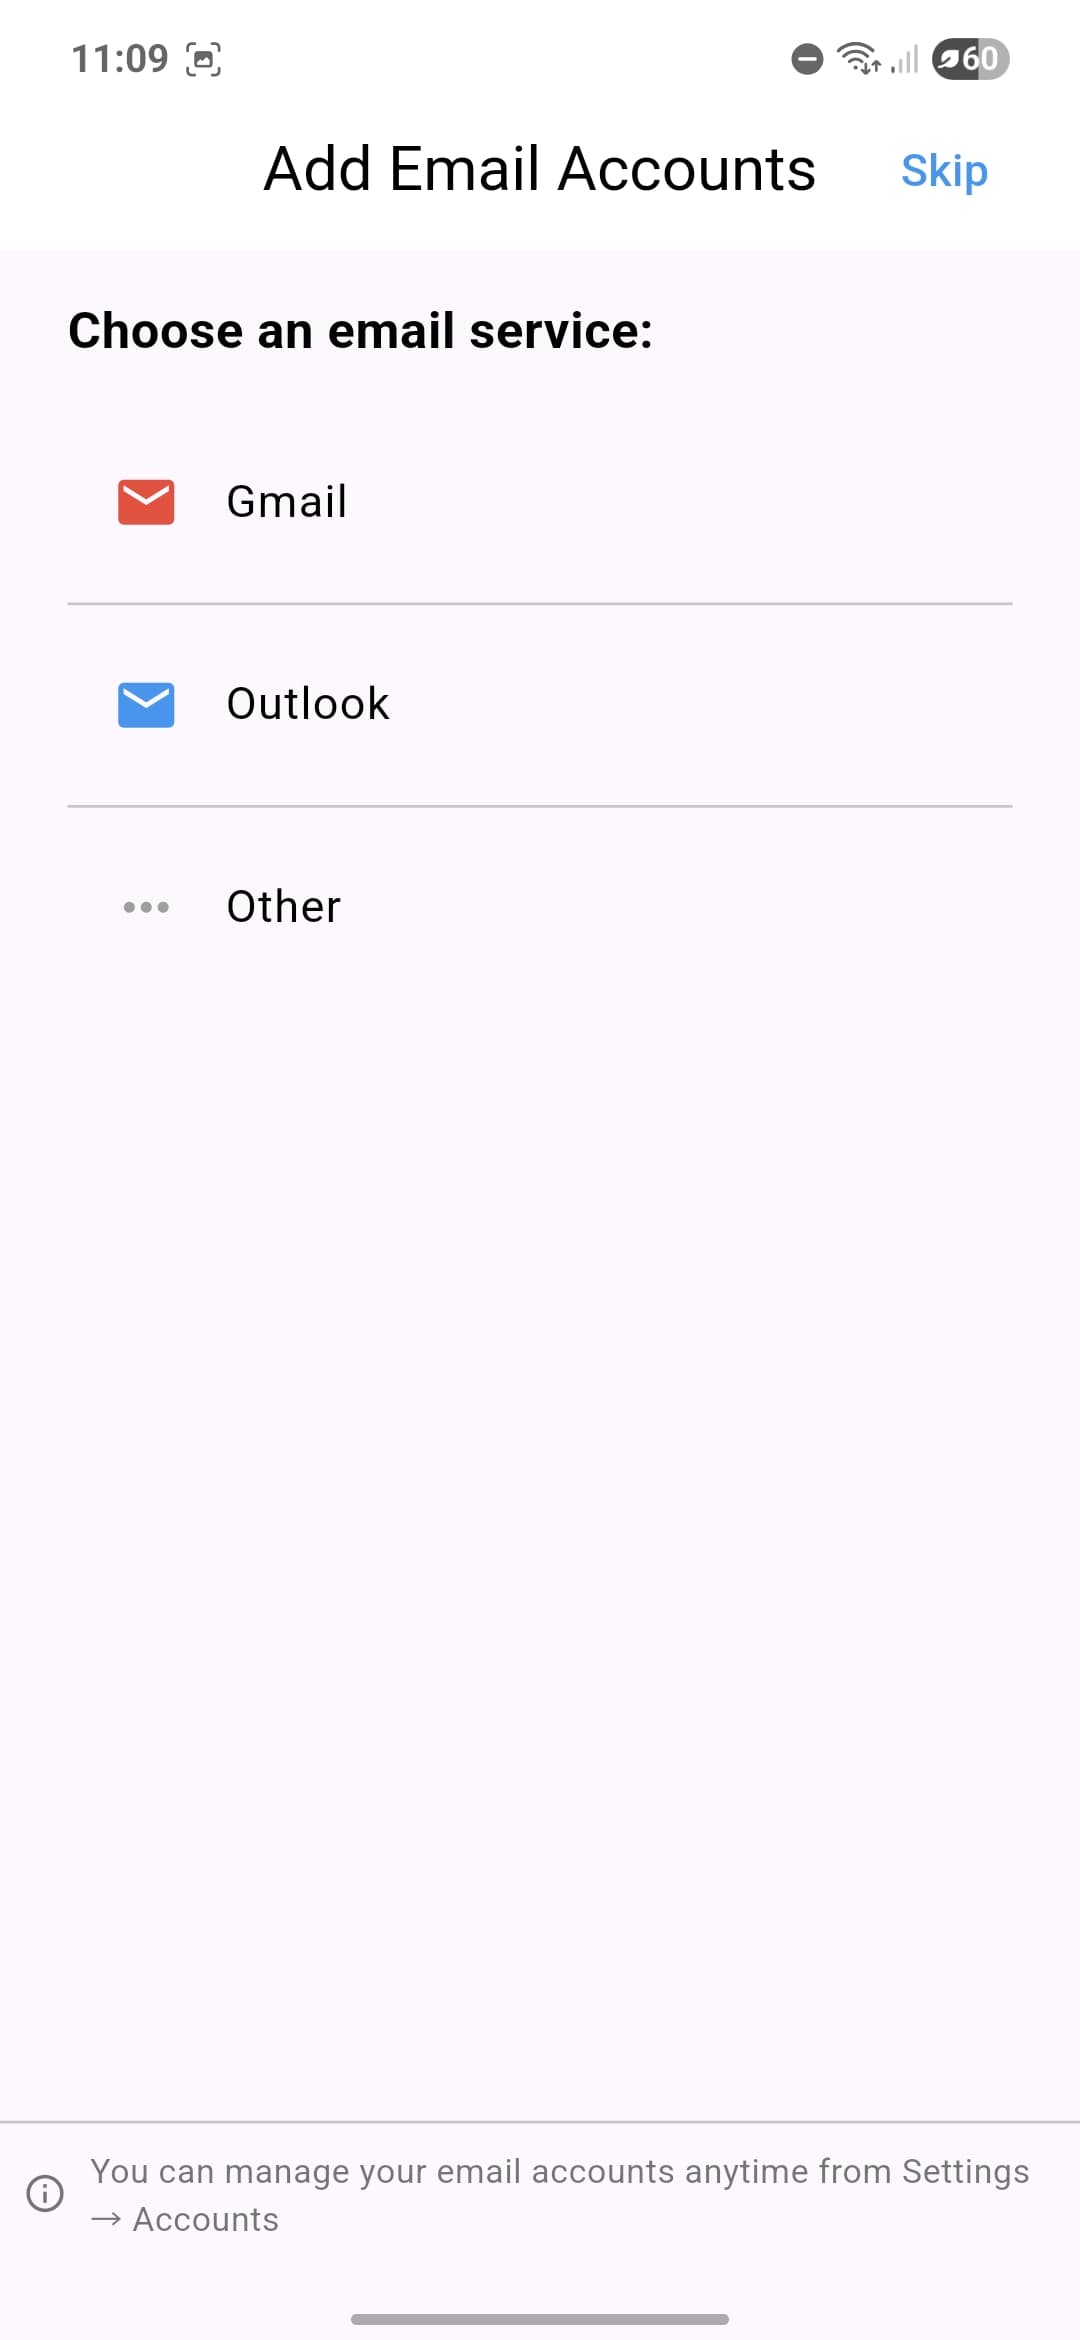 11:09
60
Add Email Accounts
Skip
Choose an email service:
Gmail
Outlook
Other
You can manage your email accounts anytime from Settings
→ Accounts